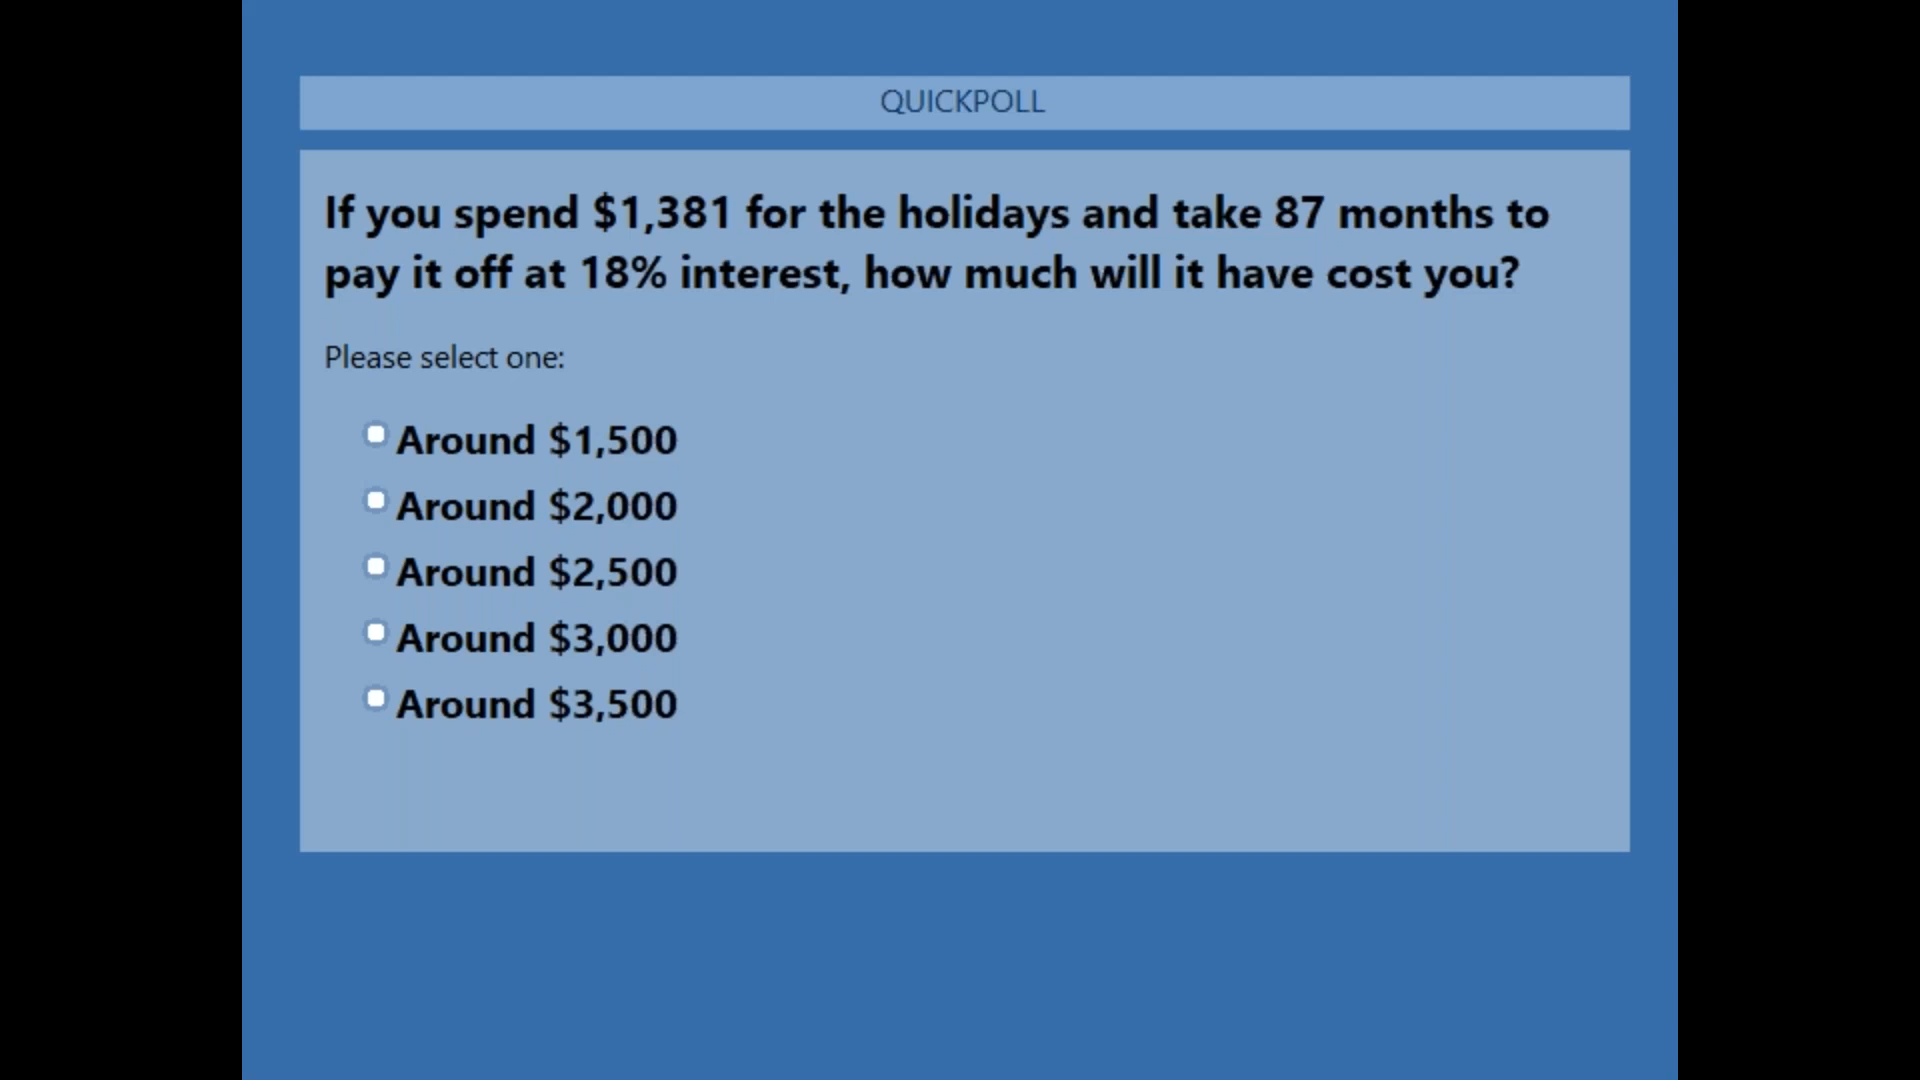 QUICKPOLL
If you spend $1,381 for the holidays and take 87 months to
pay it off at 18% interest, how much will it have cost you?
Please select one:
Around $1,500
Around $2,000
Around $2,500
Around $3,000
Around $3,500